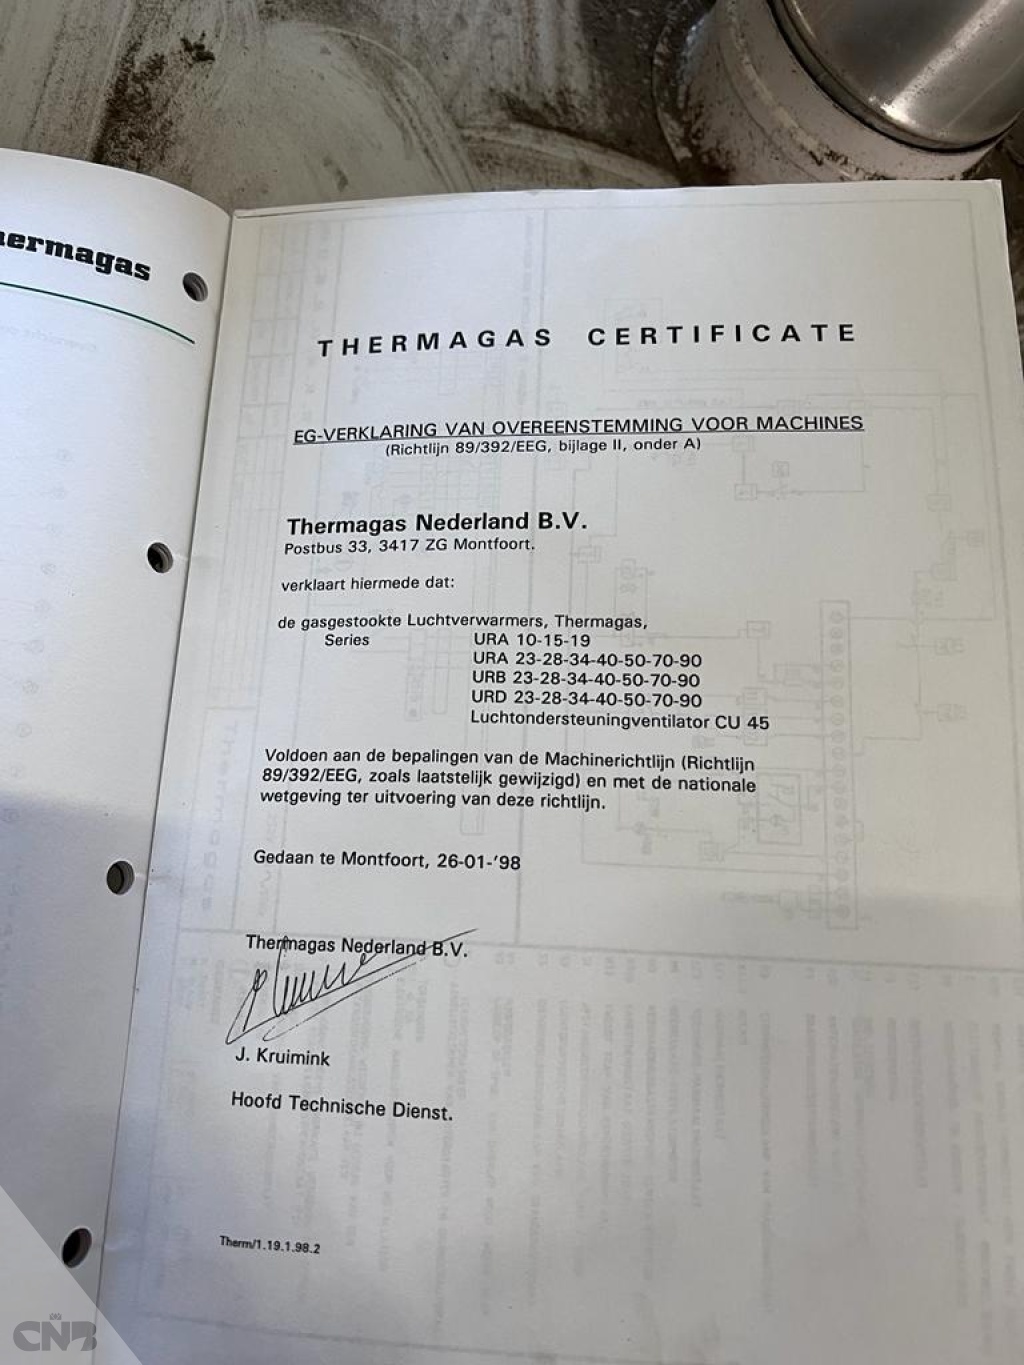 hermagas
THERMAGAS CERTIFICATE
EG-VERKLARING VAN OVEREENSTEMMING VOOR MACHINES
(Richtlijn 89/392/EEG, bijlage II, onder A)
Thermagas Nederland B.V.
Postbus 33, 3417 ZG Montfoort.
verklaart hiermede dat:
de gasgestookte Luchtverwarmers, Thermagas,
Series URA 10-15-19
URA 23-28-34-40-50-70-90
URB 23-28-34-40-50-70-90
URD 23-28-34-40-50-70-90
Luchtondersteuningventilator CU 45
Voldoen aan de bepalingen van de Machinerichtlijn (Richtlijn
89/392/EEG, zoals laatstelijk gewijzigd) en met de nationale
wetgeving ter uitvoering van deze richtlijn.
Gedaan te Montfoort, 26-01-'98
Thermagas Nederland B.V.
J. Kruimink
Hoofd Technische Dienst.
Therm/1.19.1.98.2
CNB